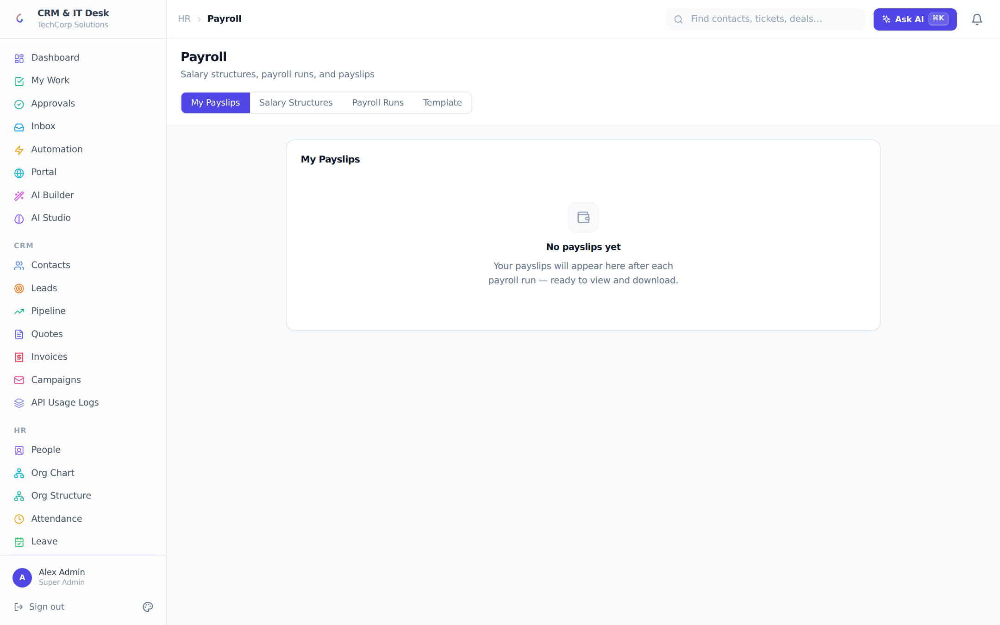 CRM & IT Desk
TechCorp Solutions
Dashboard
My Work
Approvals
Inbox
Automation
Portal
AI Builder
AI Studio
CRM
Contacts
Leads
Pipeline
Quotes
Invoices
Campaigns
API Usage Logs
HR
People
Org Chart
Org Structure
Attendance
Leave
A
Alex Admin
Super Admin
Sign out
HR > Payroll
Find contacts, tickets, deals...
Ask AI ⌘K
Payroll
Salary structures, payroll runs, and payslips
My Payslips Salary Structures Payroll Runs Template
My Payslips
No payslips yet
Your payslips will appear here after each
payroll run — ready to view and download.